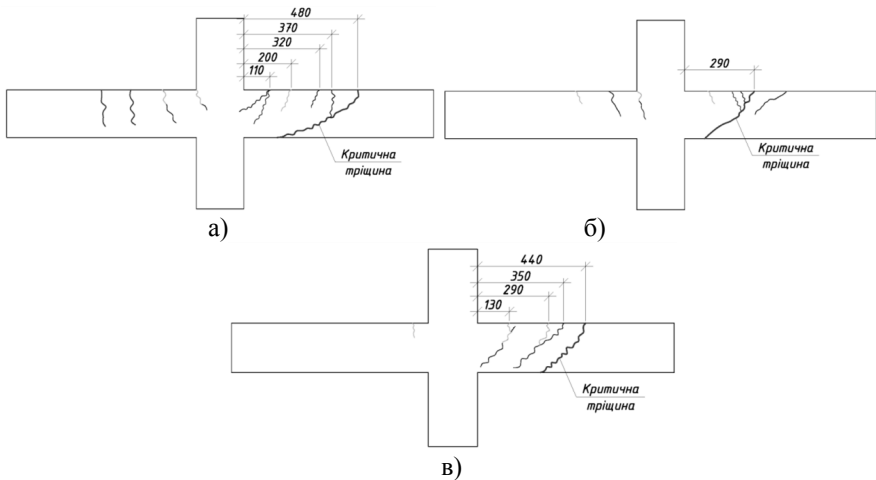 480
370
320
200
110
Критична
тріщина
а)
290
Критична
тріщина
б)
440
350
290
130
Критична
тріщина
в)